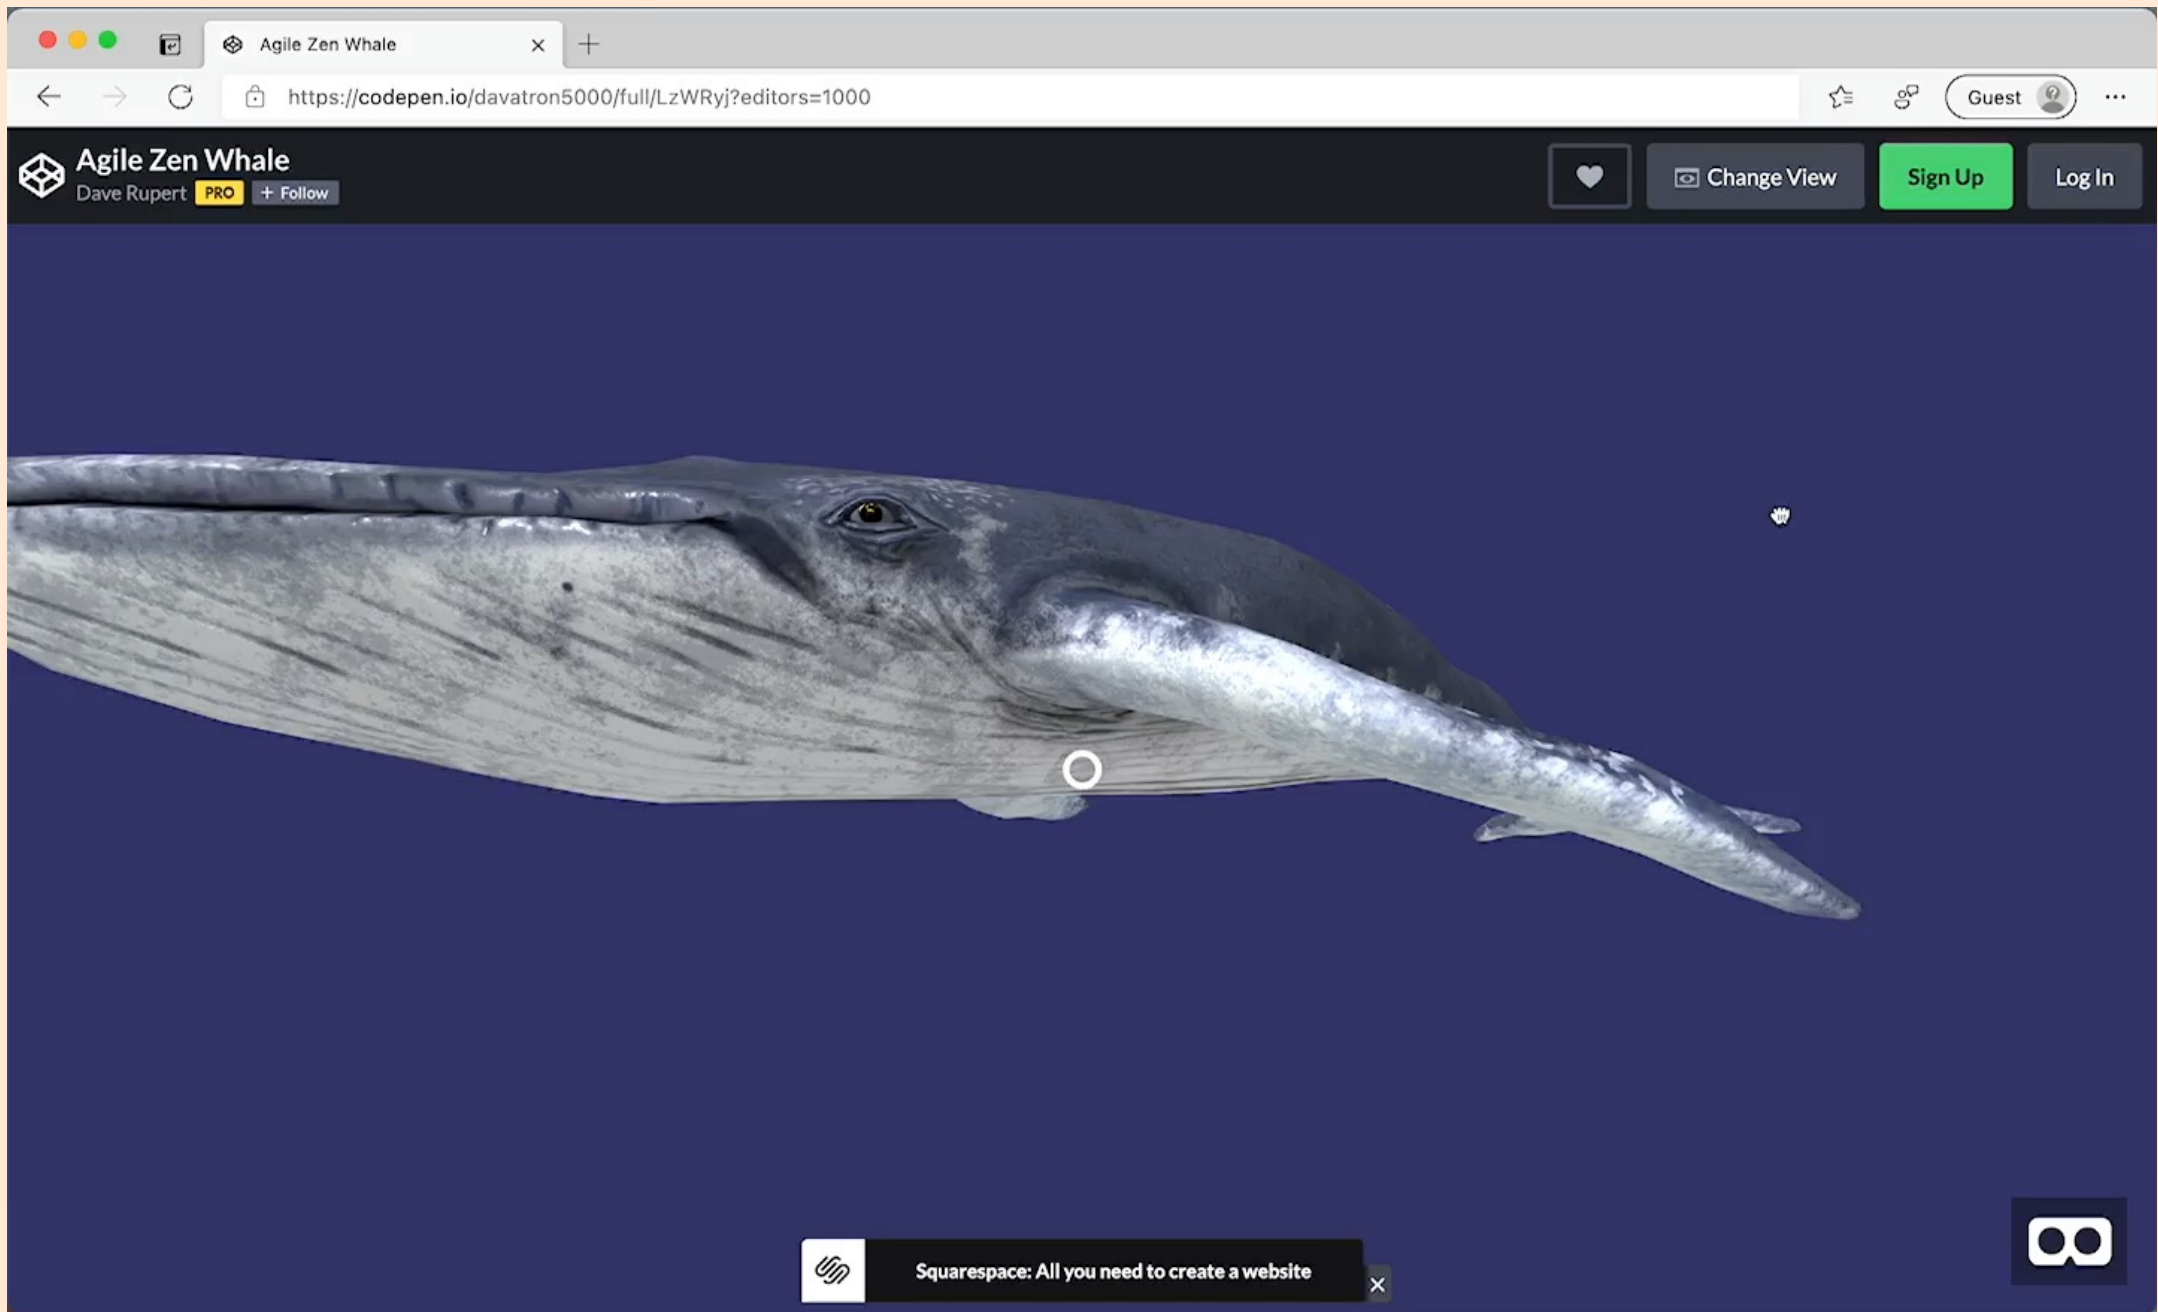 Agile Zen Whale
https://codepen.io/davatron5000/full/LzWRyj?editors=1000
Guest
Agile Zen Whale
Dave Rupert PRO + Follow
Change View
Sign Up
Log In
Squarespace: All you need to create a website